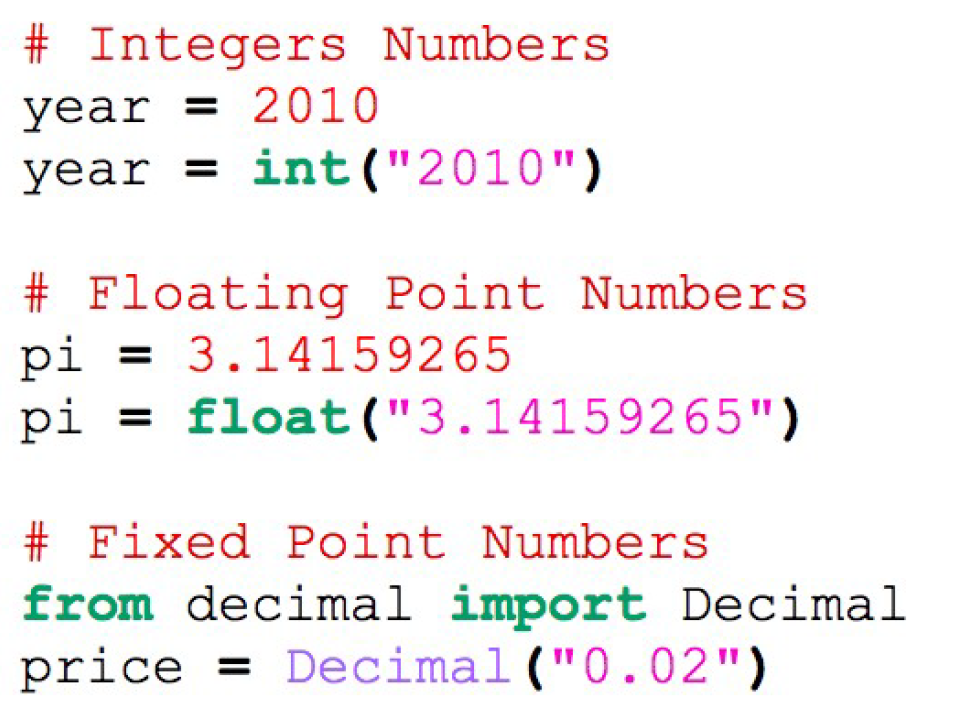 # Integers Numbers
year = 2010
year = int("2010")
# Floating Point Numbers
pi = 3.14159265
pi = float("3.14159265")
# Fixed Point Numbers
from decimal import Decimal
price = Decimal("0.02")